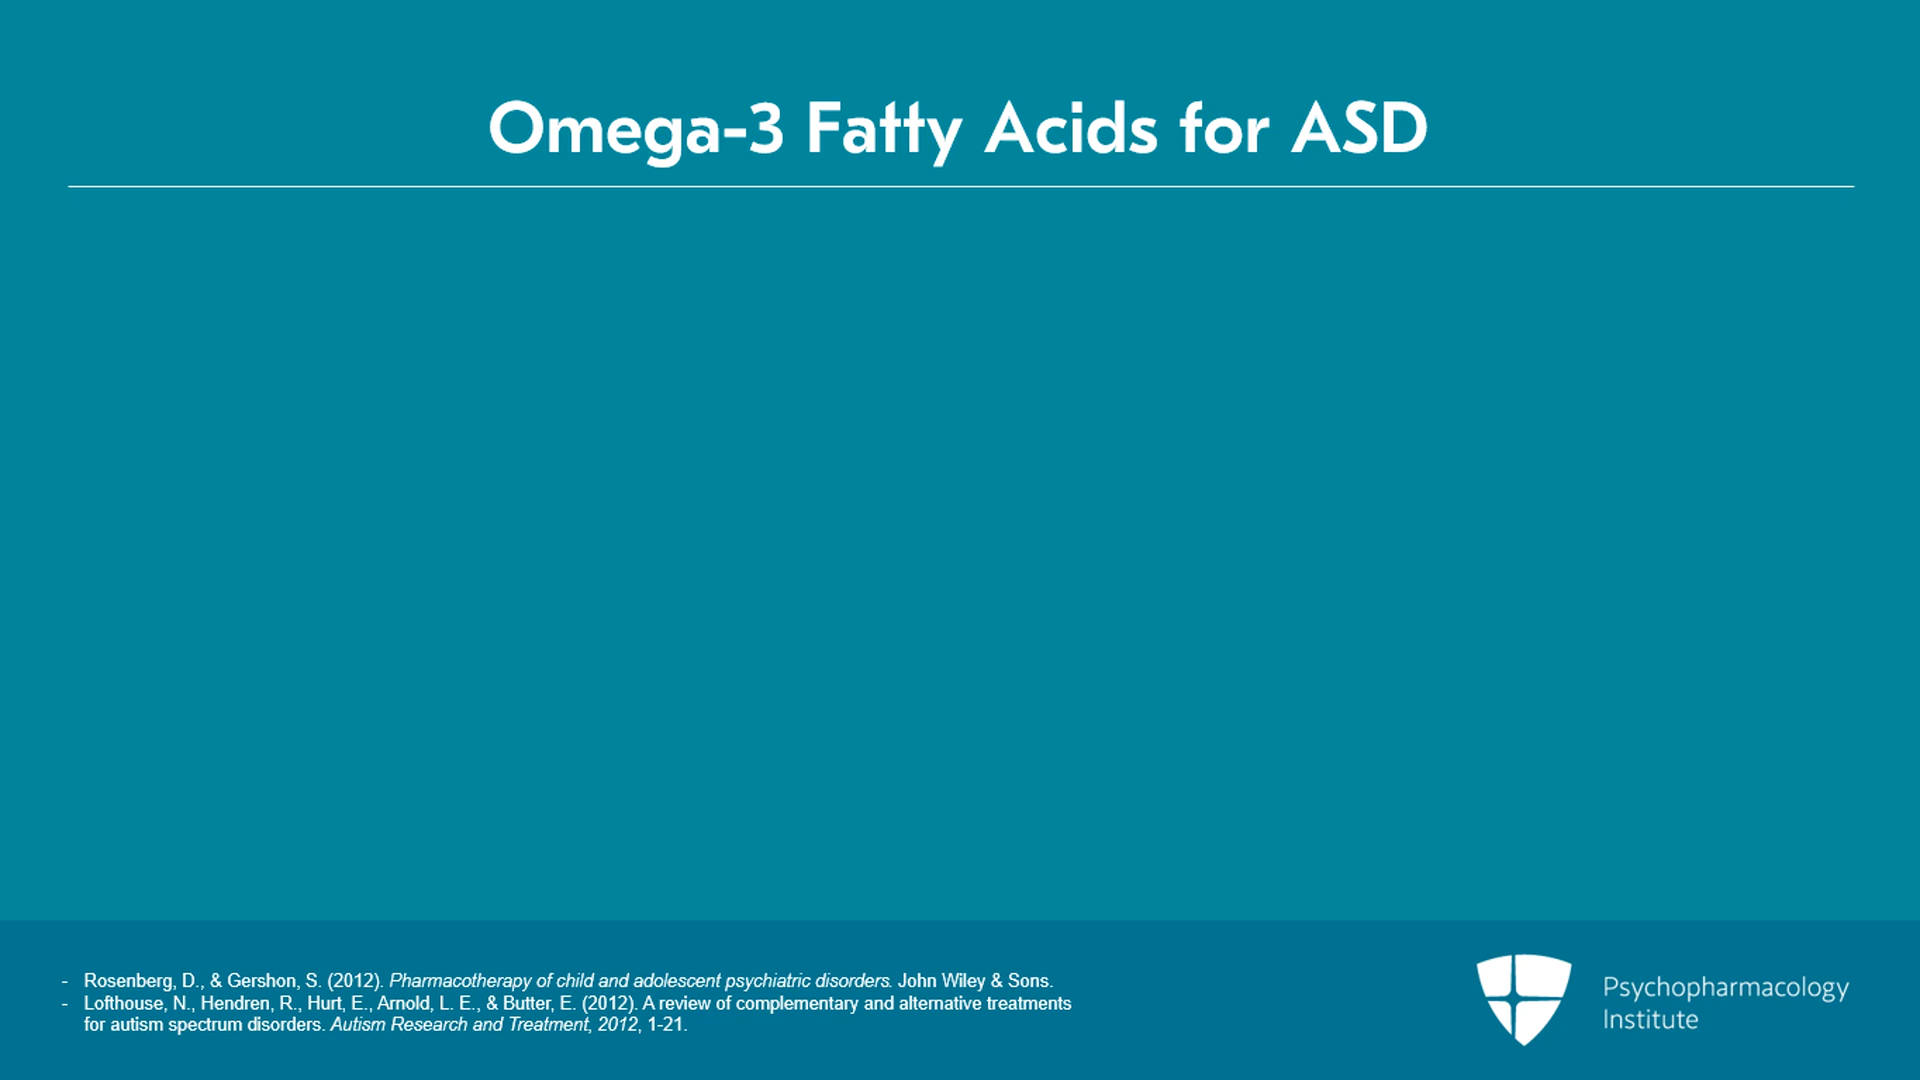 Omega-3 Fatty Acids for ASD
- Rosenberg, D., & Gershon, S. (2012). Pharmacotherapy of child and adolescent psychiatric disorders. John Wiley & Sons.
- Lofthouse, N., Hendren, R., Hurt, E., Arnold, L. E., & Butter, E. (2012). A review of complementary and alternative treatments
for autism spectrum disorders. Autism Research and Treatment, 2012, 1-21.
Psychopharmacology
Institute